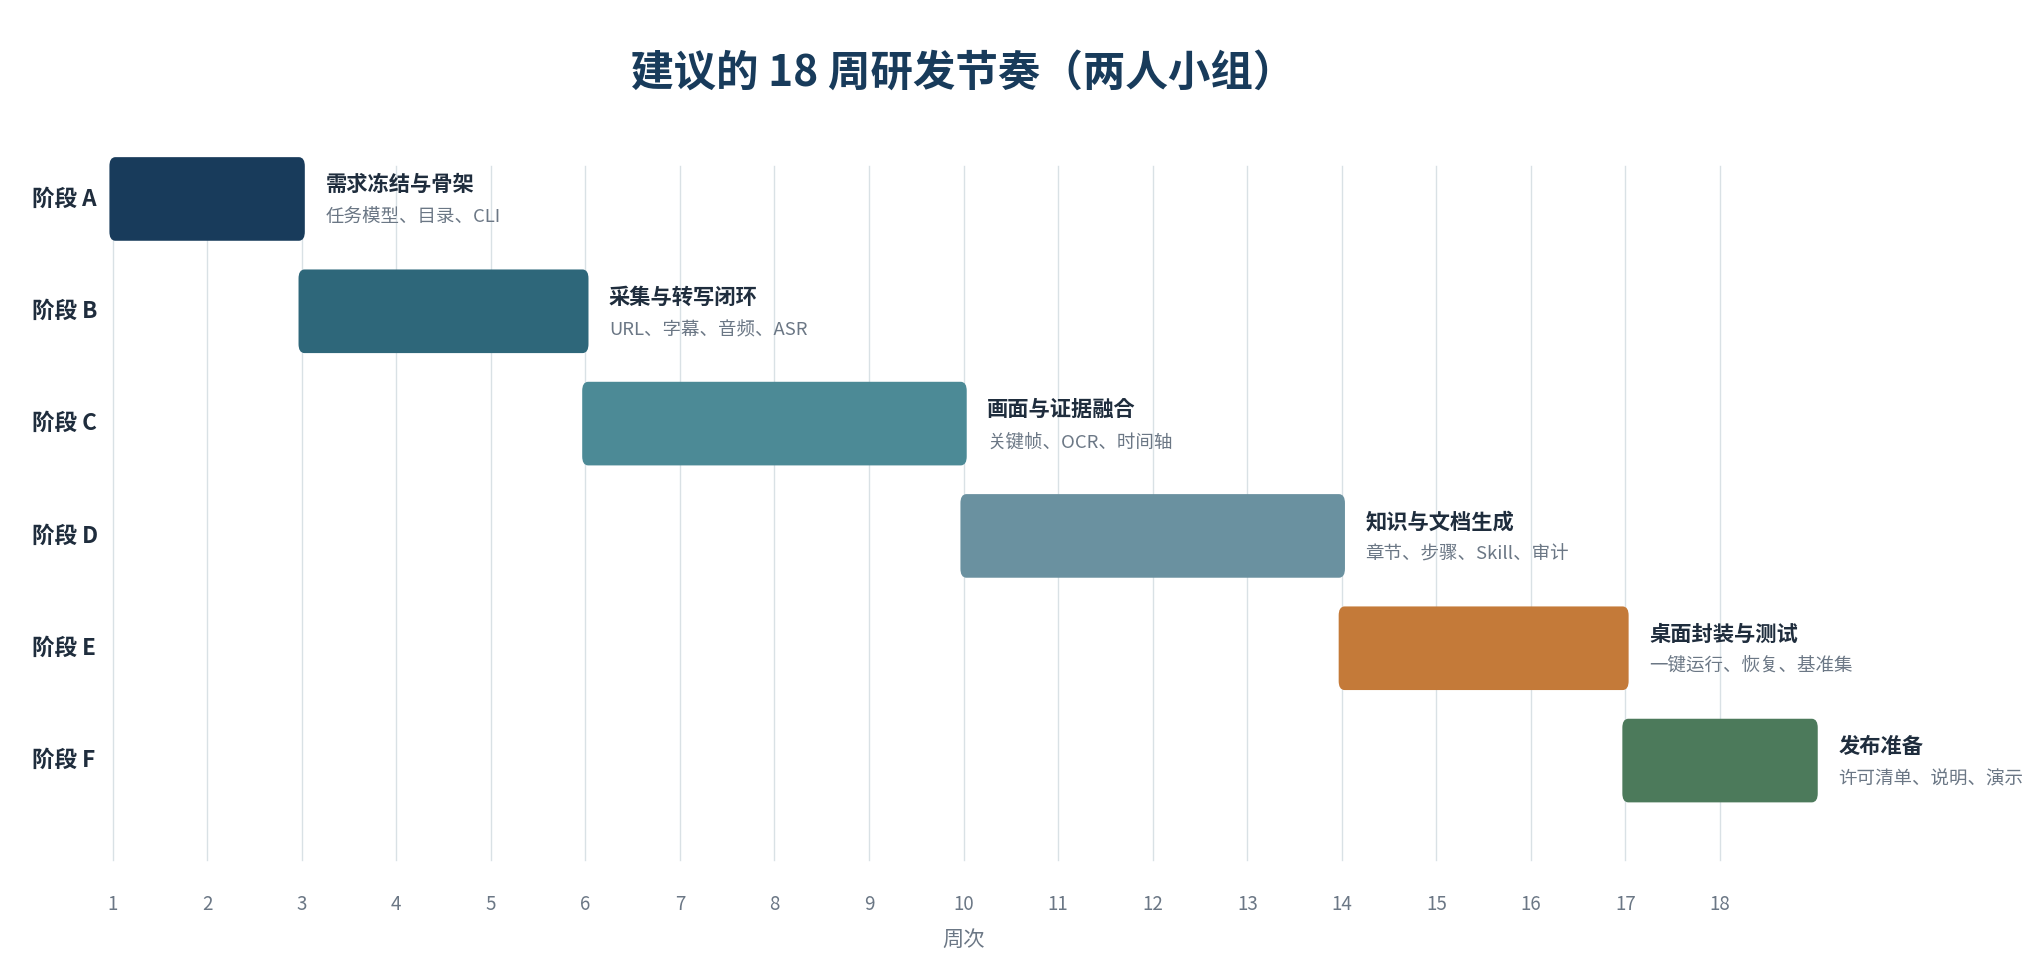 建议的 18 周研发节奏（两人小组）
阶段 A
需求冻结与骨架
任务模型、目录、CLI
阶段 B
采集与转写闭环
URL、字幕、音频、ASR
阶段 C
画面与证据融合
关键帧、OCR、时间轴
阶段 D
知识与文档生成
章节、步骤、Skill、审计
阶段 E
桌面封装与测试
一键运行、恢复、基准集
阶段 F
发布准备
许可清单、说明、演示
1 2 3 4 5 6 7 8 9 10 11 12 13 14 15 16 17 18
周次